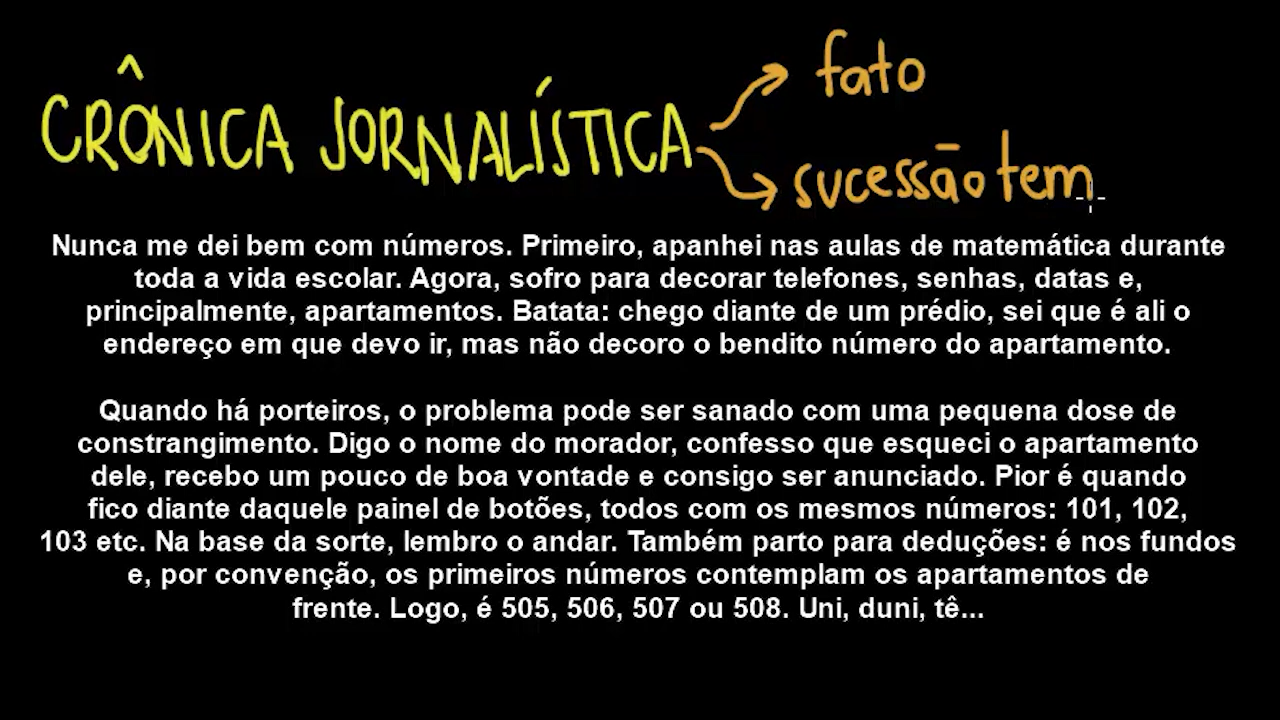 CRÔNICA JORNALÍSTICA
fato
sucessão tem
Nunca me dei bem com números. Primeiro, apanhei nas aulas de matemática durante
toda a vida escolar. Agora, sofro para decorar telefones, senhas, datas e,
principalmente, apartamentos. Batata: chego diante de um prédio, sei que é ali o
endereço em que devo ir, mas não decoro o bendito número do apartamento.
Quando há porteiros, o problema pode ser sanado com uma pequena dose de
constrangimento. Digo o nome do morador, confesso que esqueci o apartamento
dele, recebo um pouco de boa vontade e consigo ser anunciado. Pior é quando
fico diante daquele painel de botões, todos com os mesmos números: 101, 102,
103 etc. Na base da sorte, lembro o andar. Também parto para deduções: é nos fundos
e, por convenção, os primeiros números contemplam os apartamentos de
frente. Logo, é 505, 506, 507 ou 508. Uni, duni, tê...